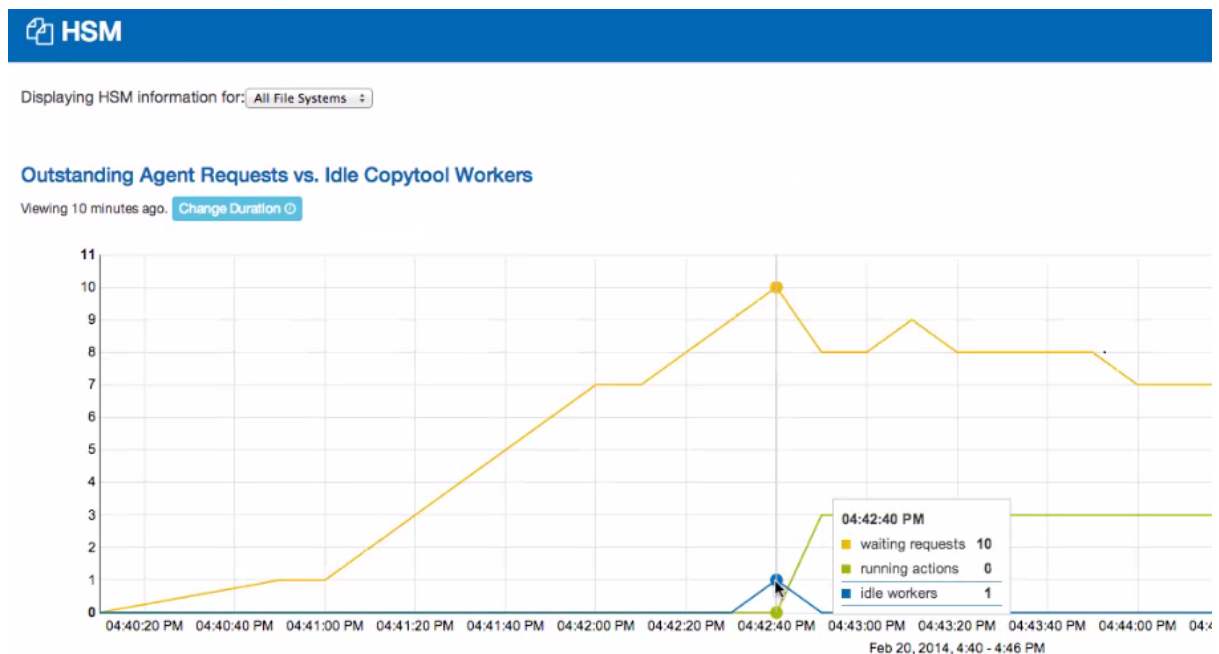 HSM
Displaying HSM information for: All File Systems
Outstanding Agent Requests vs. Idle Copytool Workers
Viewing 10 minutes ago. Change Duration
11
10
9
8
7
6
5
4
3
2
1
0
04:42:40 PM
waiting requests 10
running actions 0
idle workers 1
04:40:20 PM 04:40:40 PM 04:41:00 PM 04:41:20 PM 04:41:40 PM 04:42:00 PM 04:42:20 PM 04:42:40 PM 04:43:00 PM 04:43:20 PM 04:43:40 PM 04:44:00 PM 04:4
Feb 20, 2014, 4:40 - 4:46 PM